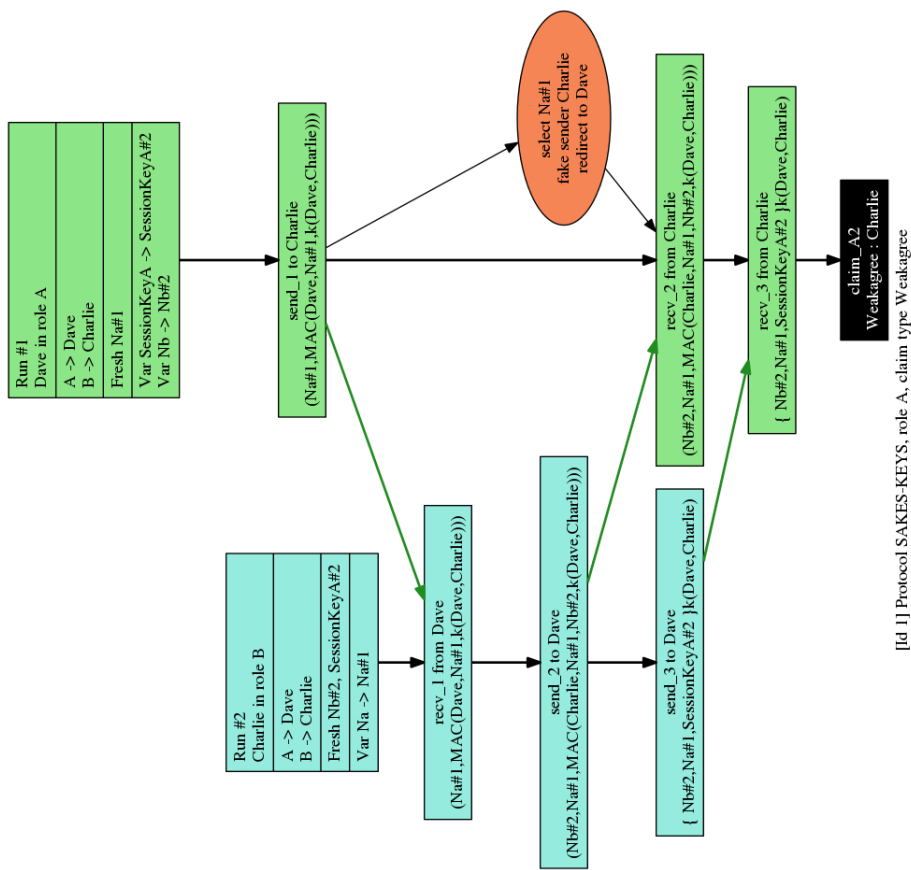 Run #1
Dave in role A
A -> Dave
B -> Charlie
Fresh Na#1
Var SessionKeyA -> SessionKeyA#2
Var Nb -> Nb#2
send_1 to Charlie
(Na#1,MAC(Dave,Na#1,k(Dave,Charlie)))
select Na#1
fake sender Charlie
redirect to Dave
Run #2
Charlie in role B
A -> Dave
B -> Charlie
Fresh Nb#2, SessionKeyA#2
Var Na -> Na#1
recv_1 from Dave
(Na#1,MAC(Dave,Na#1,k(Dave,Charlie)))
send_2 to Dave
(Nb#2,Na#1,MAC(Charlie,Na#1,Nb#2,k(Dave,Charlie)))
recv_2 from Charlie
(Nb#2,Na#1,MAC(Charlie,Na#1,Nb#2,k(Dave,Charlie)))
send_3 to Dave
{ Nb#2,Na#1,SessionKeyA#2 }k(Dave,Charlie)
recv_3 from Charlie
{ Nb#2,Na#1,SessionKeyA#2 }k(Dave,Charlie)
claim_A2
Weakagree : Charlie
[Id 1] Protocol SAKES-KEYS, role A, claim type Weakagree